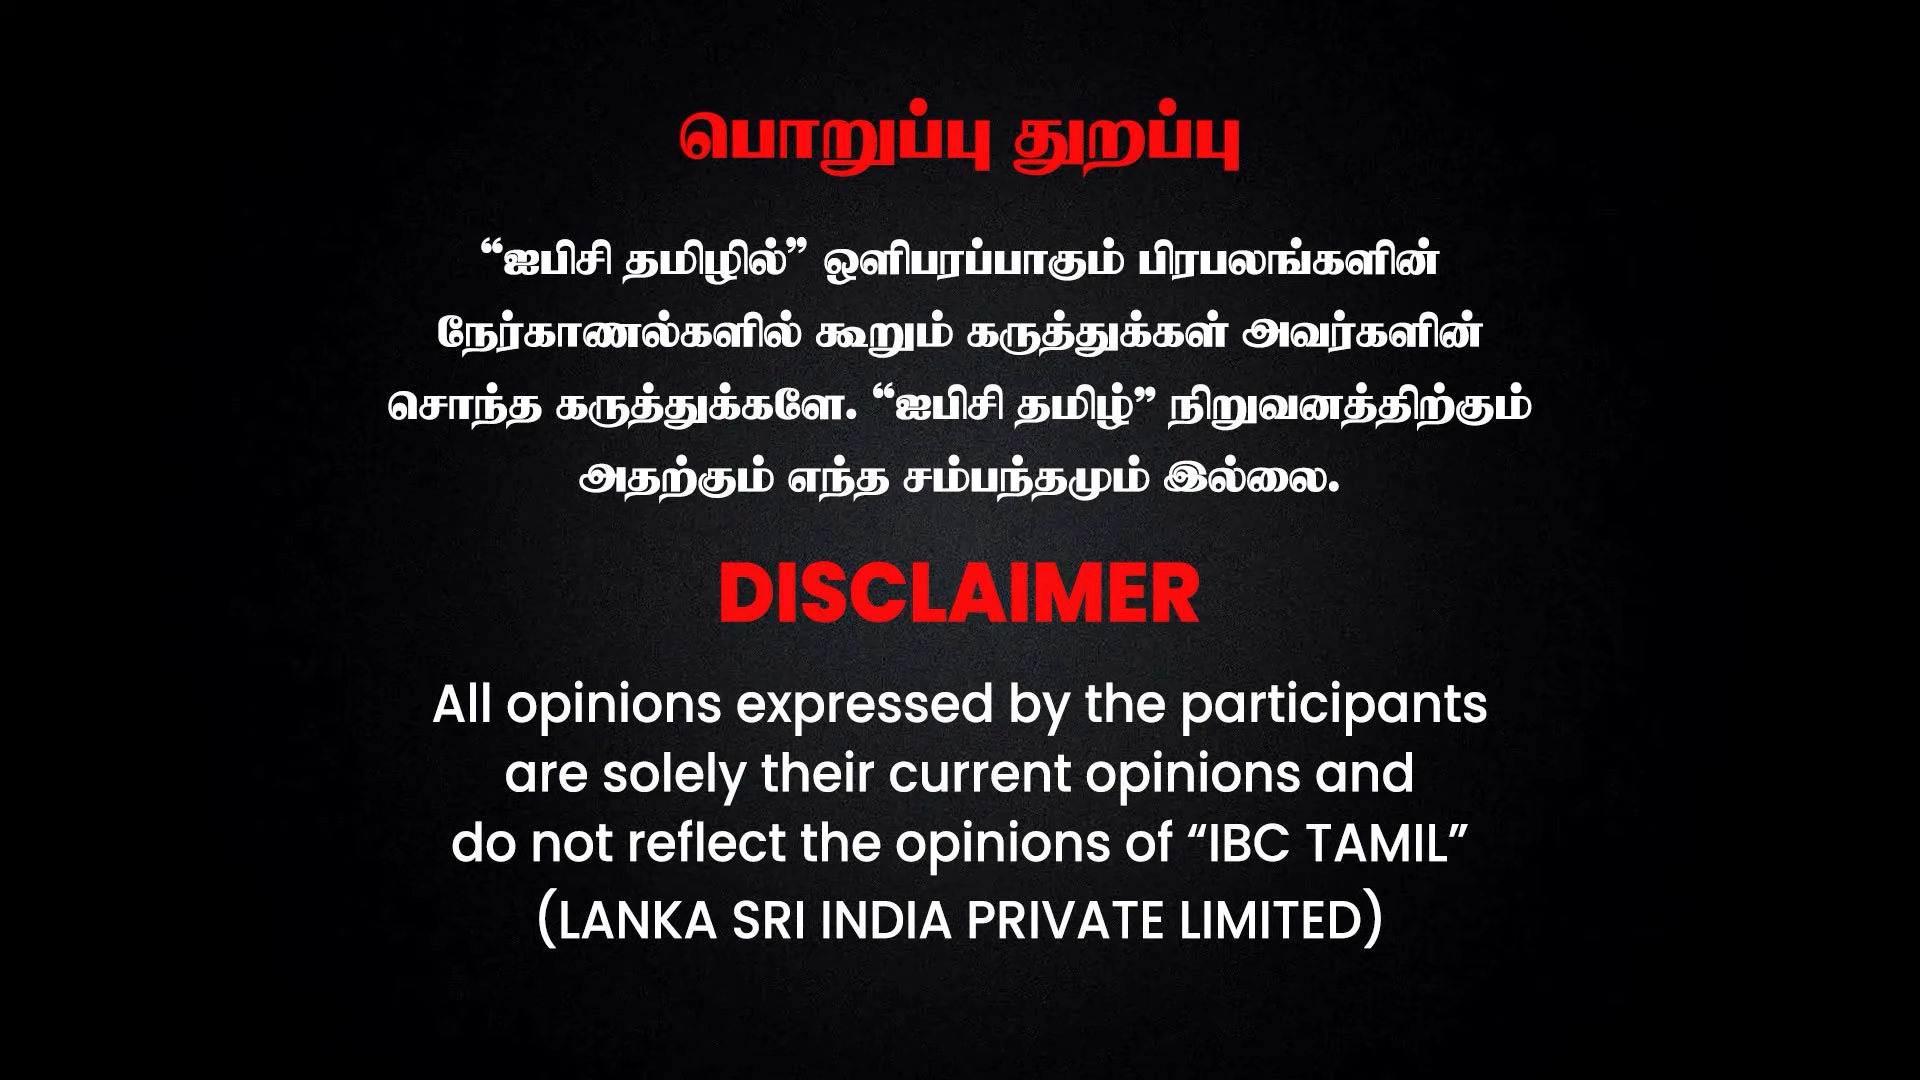 பொறுப்பு துறப்பு
“ஐபிசி தமிழில்” ஒளிபரப்பாகும் பிரபலங்களின்
நேர்காணல்களில் கூறும் கருத்துக்கள் அவர்களின்
சொந்த கருத்துக்களே. “ஐபிசி தமிழ்” நிறுவனத்திற்கும்
அதற்கும் எந்த சம்பந்தமும் இல்லை.
DISCLAIMER
All opinions expressed by the participants
are solely their current opinions and
do not reflect the opinions of “IBC TAMIL”
(LANKA SRI INDIA PRIVATE LIMITED)